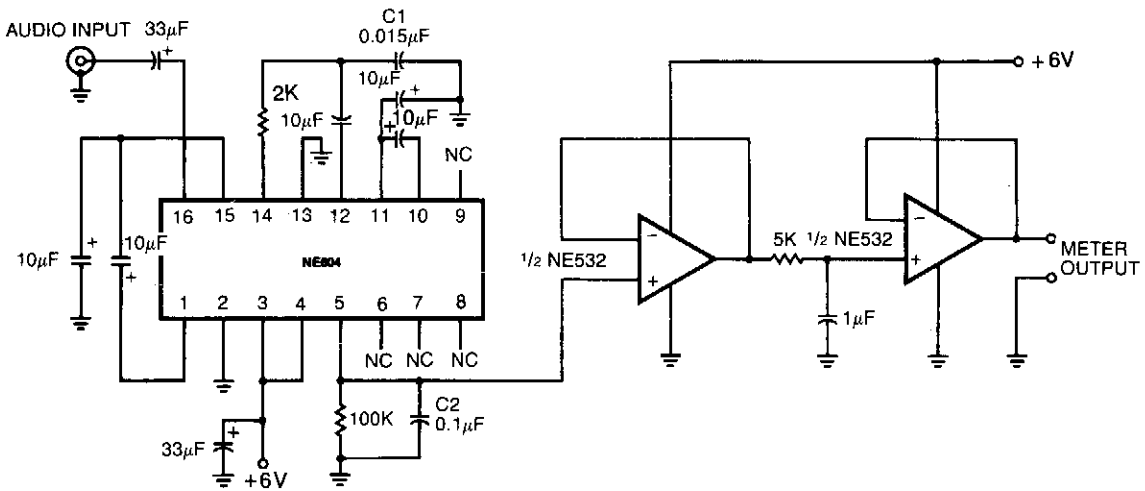 AUDIO INPUT
33μF
+
C1
0.015μF
10μF
+
+
10μF
2K
10μF
NC
+6V
16 15 14 13 12 11 10 9
10μF
+
10μF
+
NE604
1 2 3 4 5 6 7 8
NC NC NC
33μF
+
+6V
100K
C2
0.1μF
1/2 NE532
−
+
5K
1/2 NE532
−
+
1μF
METER
OUTPUT